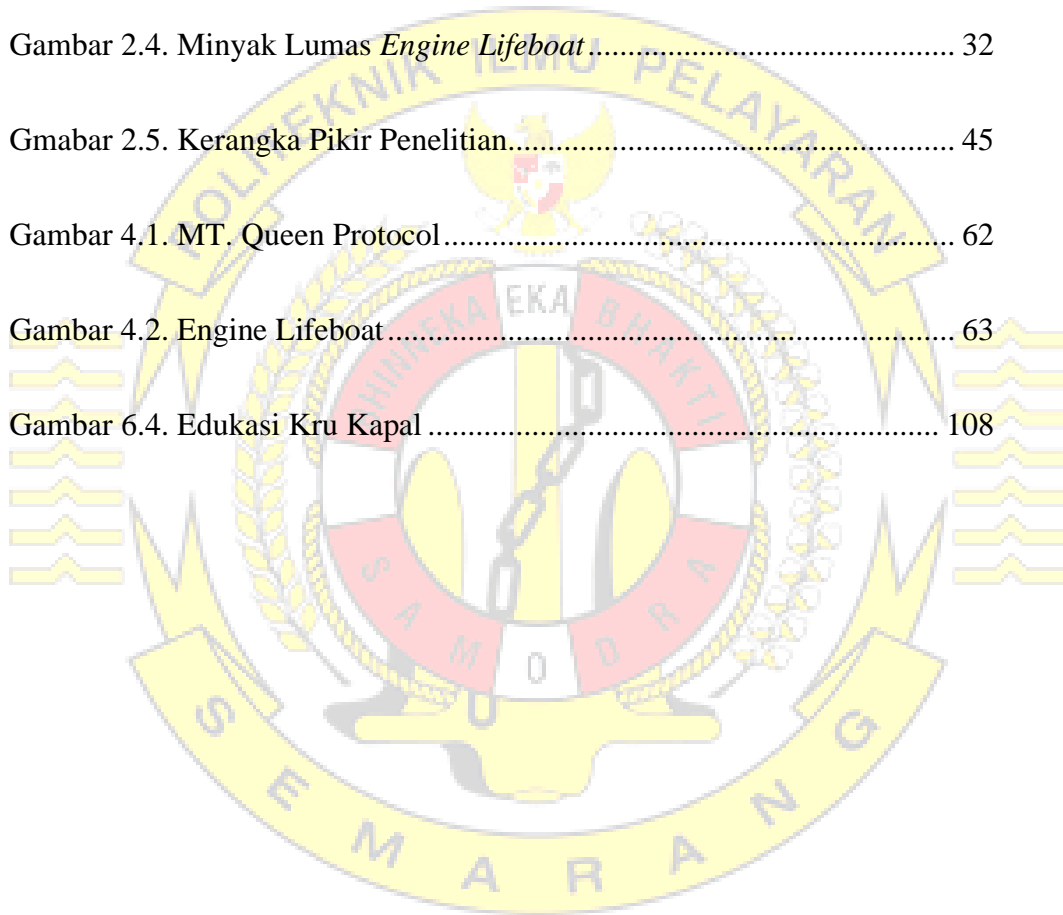 Gambar 2.4. Minyak Lumas Engine Lifeboat ........................................... 32
POLITEKNIK ILMU PELAYARAN
Gmabar 2.5. Kerangka Pikir Penelitian..................................................... 45
Gambar 4.1. MT. Queen Protocol ............................................................. 62
BHINNEKA EKA BHAKTI
Gambar 4.2. Engine Lifeboat .................................................................... 63
Gambar 6.4. Edukasi Kru Kapal .............................................................. 108
SAMODRA
SEMARANG